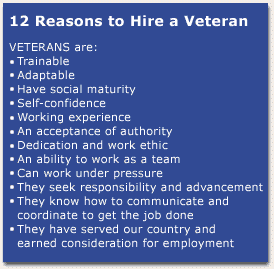 12 Reasons to Hire a Veteran
VETERANS are:
• Trainable
• Adaptable
• Have social maturity
• Self-confidence
• Working experience
• An acceptance of authority
• Dedication and work ethic
• An ability to work as a team
• Can work under pressure
• They seek responsibility and advancement
• They know how to communicate and
coordinate to get the job done
• They have served our country and
earned consideration for employment